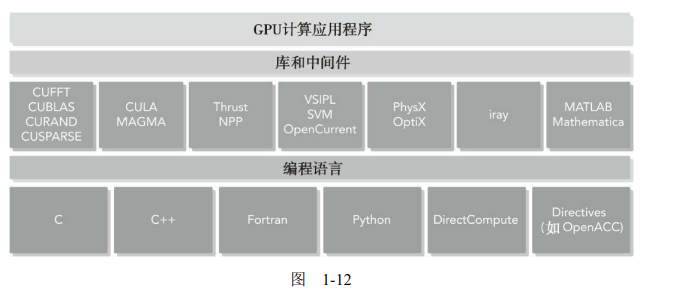 GPU计算应用程序
库和中间件
CUFFT
CUBLAS
CURAND
CUSPARSE
CULA
MAGMA
Thrust
NPP
VSIPL
SVM
OpenCurrent
PhysX
OptiX
iray
MATLAB
Mathematica
编程语言
C
C++
Fortran
Python
DirectCompute
Directives
(如 OpenACC)
图 1-12